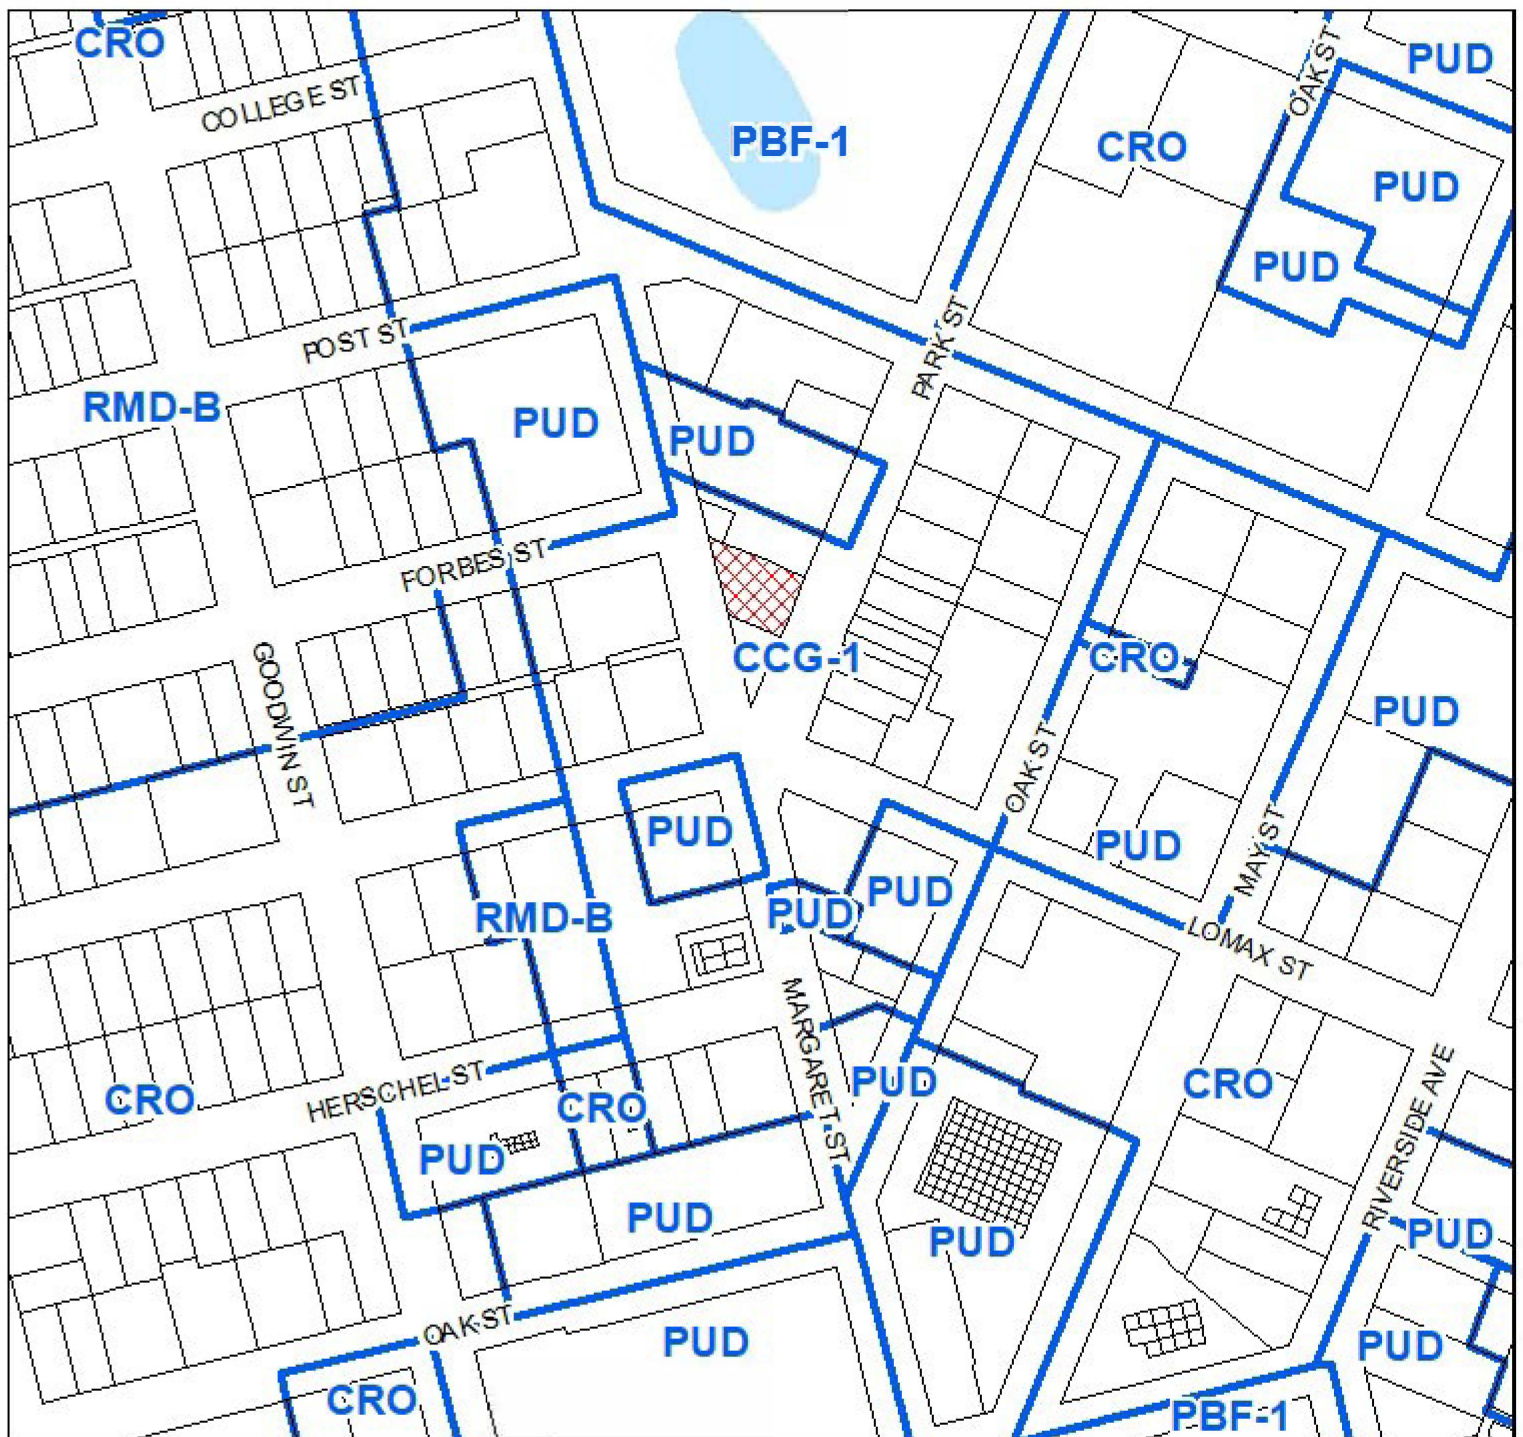 CRO
OAK ST
PUD
COLLEGE ST
PBF-1
CRO
PUD
PUD
POST ST
PARK ST
RMD-B
PUD
PUD
FORBES ST
GOODWIN ST
CCG-1
CRO
PUD
OAK ST
PUD
PUD
MAY ST
PUD
PUD
RMD-B
LOMAX ST
MARGARET ST
HERSCHEL ST
CRO
CRO
PUD
CRO
RIVERSIDE AVE
PUD
PUD
PUD
PUD
OAK ST
PUD
PUD
CRO
PBF-1